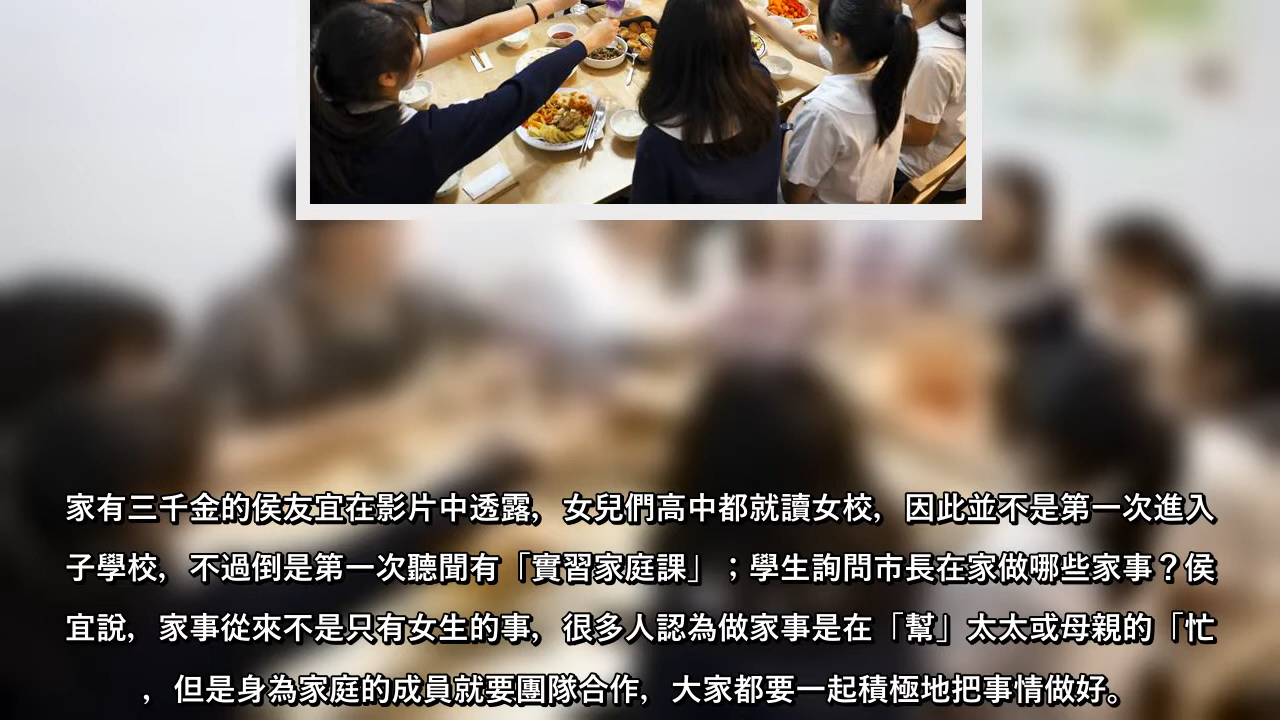 家有三千金的侯友宜在影片中透露，女兒們高中都就讀女校，因此並不是第一次進入
子學校，不過倒是第一次聽聞有「實習家庭課」；學生詢問市長在家做哪些家事？侯
宜說，家事從來不是只有女生的事，很多人認為做家事是在「幫」太太或母親的「忙
，但是身為家庭的成員就要團隊合作，大家都要一起積極地把事情做好。